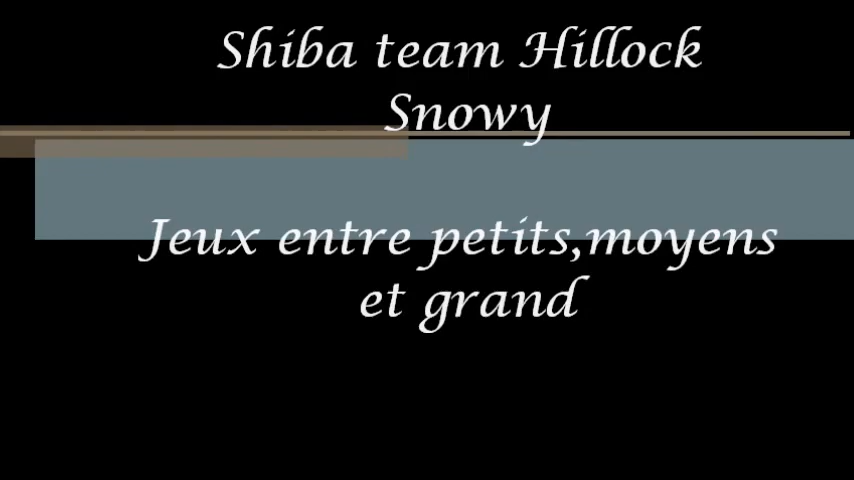 Shiba team Hillock
Snowy
Jeux entre petits,moyens
et grand